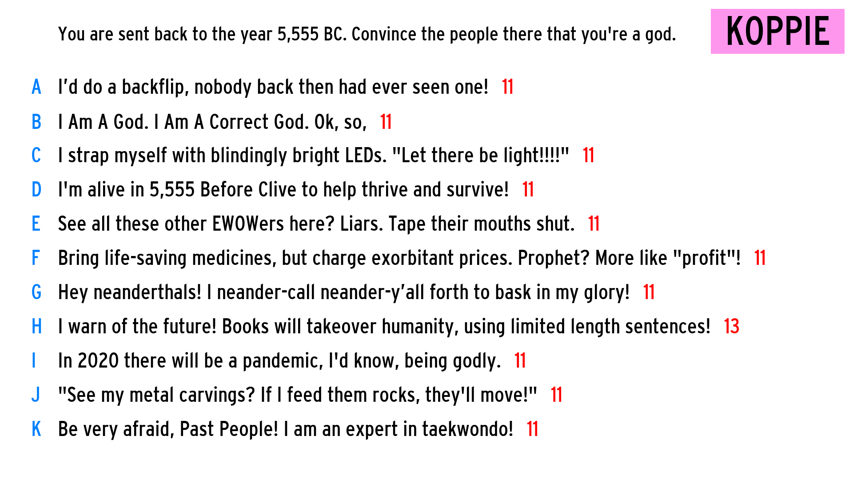 You are sent back to the year 5,555 BC. Convince the people there that you're a god.
KOPPIE
A I'd do a backflip, nobody back then had ever seen one! 11
B I Am A God. I Am A Correct God. Ok, so, 11
C I strap myself with blindingly bright LEDs. "Let there be light!!!!" 11
D I'm alive in 5,555 Before Clive to help thrive and survive! 11
E See all these other EWOWers here? Liars. Tape their mouths shut. 11
F Bring life-saving medicines, but charge exorbitant prices. Prophet? More like "profit"! 11
G Hey neanderthals! I neander-call neander-y’all forth to bask in my glory! 11
H I warn of the future! Books will takeover humanity, using limited length sentences! 13
I In 2020 there will be a pandemic, I'd know, being godly. 11
J "See my metal carvings? If I feed them rocks, they'll move!" 11
K Be very afraid, Past People! I am an expert in taekwondo! 11